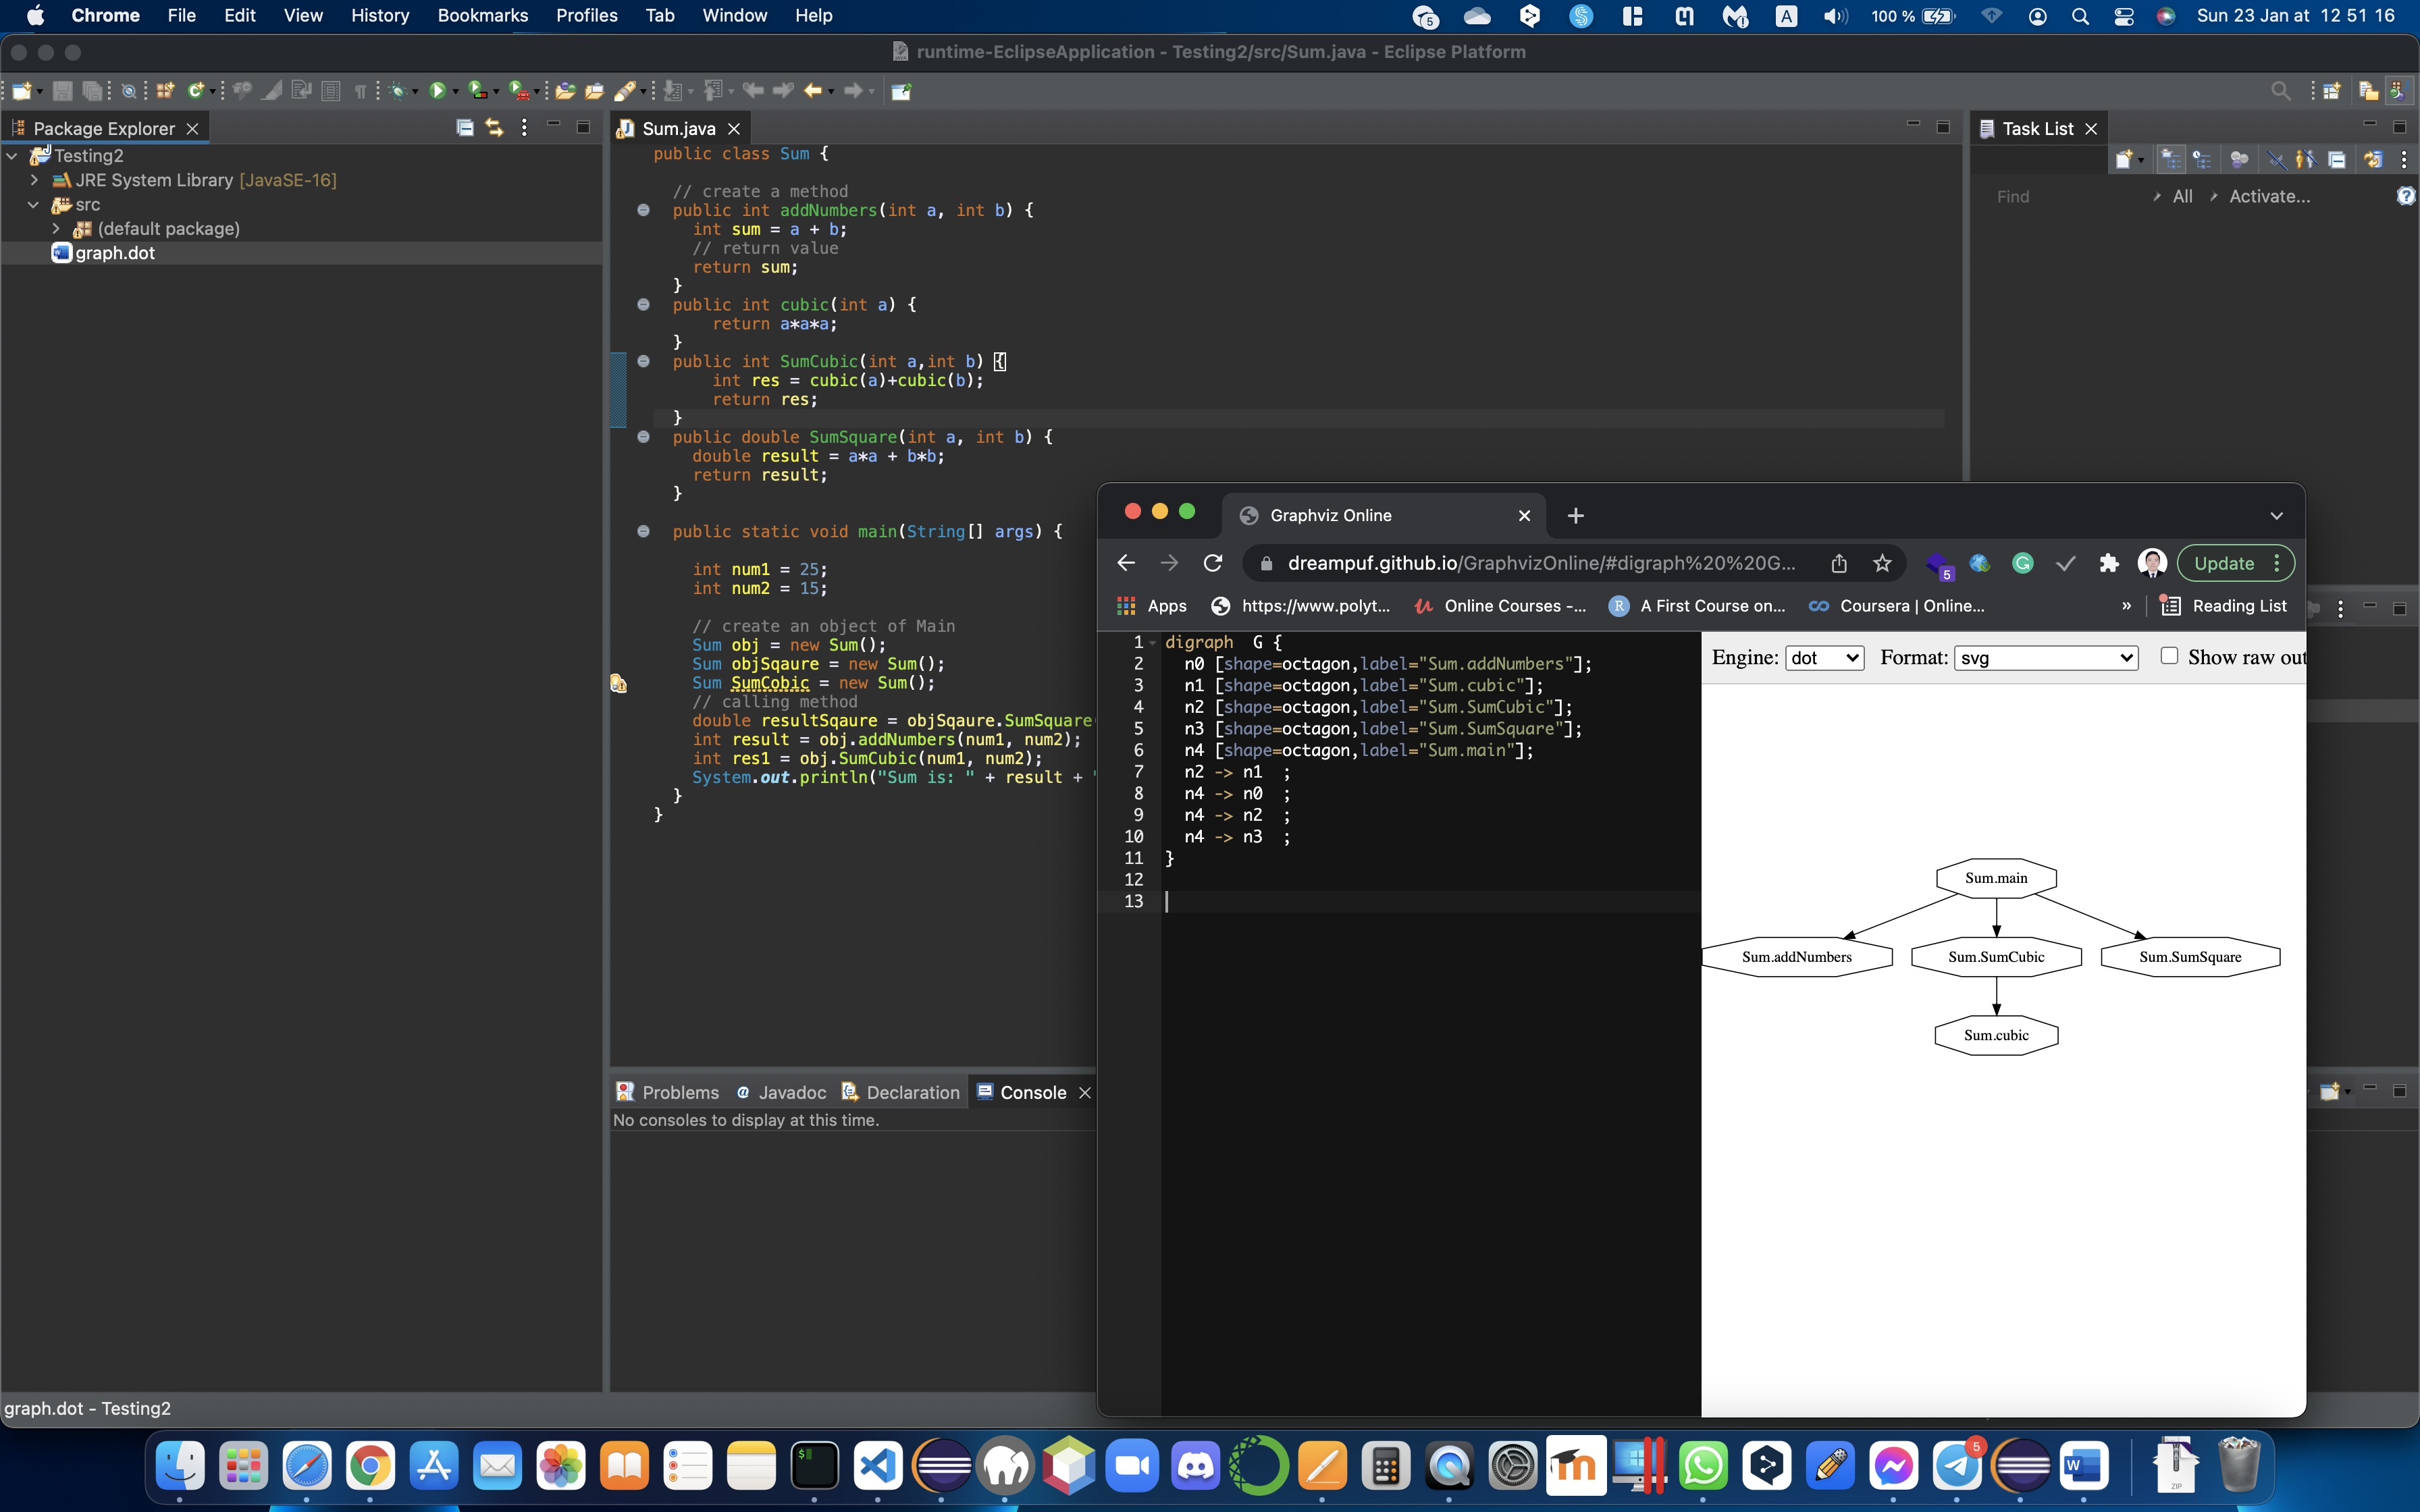 Chrome File Edit View History Bookmarks Profiles Tab Window Help
5 A 100 % Sun 23 Jan at 12 51 16
runtime-EclipseApplication - Testing2/src/Sum.java - Eclipse Platform
Package Explorer
Testing2
JRE System Library [JavaSE-16]
src
(default package)
graph.dot
Sum.java
public class Sum {
// create a method
public int addNumbers(int a, int b) {
int sum = a + b;
// return value
return sum;
}
public int cubic(int a) {
return a*a*a;
}
public int SumCubic(int a,int b) {
int res = cubic(a)+cubic(b);
return res;
}
public double SumSquare(int a, int b) {
double result = a*a + b*b;
return result;
}
public static void main(String[] args) {
int num1 = 25;
int num2 = 15;
// create an object of Main
Sum obj = new Sum();
Sum objSqaure = new Sum();
Sum SumCobic = new Sum();
// calling method
double resultSqaure = objSqaure.SumSquare
int result = obj.addNumbers(num1, num2);
int res1 = obj.SumCubic(num1, num2);
System.out.println("Sum is: " + result + "
}
}
Task List
Find All Activate...
Problems Javadoc Declaration Console
No consoles to display at this time.
Graphviz Online
dreampuf.github.io/GraphvizOnline/#digraph%20%20G...
5 Update
Apps https://www.polyt... Online Courses -... A First Course on... Coursera | Online... » Reading List
1 digraph G {
2 n0 [shape=octagon,label="Sum.addNumbers"];
3 n1 [shape=octagon,label="Sum.cubic"];
4 n2 [shape=octagon,label="Sum.SumCubic"];
5 n3 [shape=octagon,label="Sum.SumSquare"];
6 n4 [shape=octagon,label="Sum.main"];
7 n2 -> n1 ;
8 n4 -> n0 ;
9 n4 -> n2 ;
10 n4 -> n3 ;
11 }
12
13
Engine: dot Format: svg Show raw out
Sum.main
Sum.addNumbers Sum.SumCubic Sum.SumSquare
Sum.cubic
graph.dot - Testing2
5
ZIP